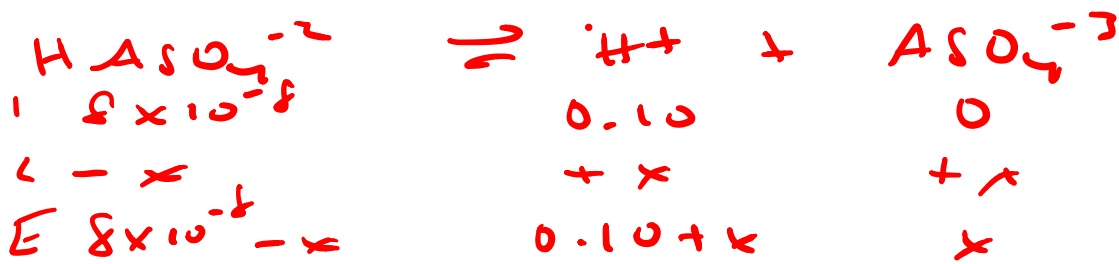 HAsO₄⁻² ⇌ H+ + AsO₄⁻³
I 8×10⁻⁸ 0.10 0
C -x +x +x
E 8×10⁻⁸-x 0.10+x x